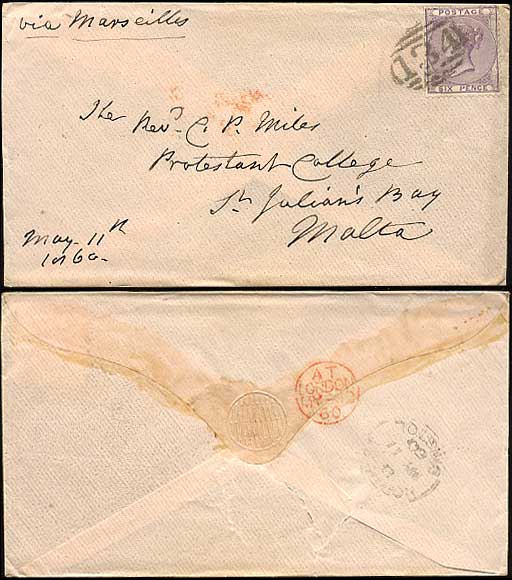 via Marseilles
POSTAGE
SIX PENCE
134
The Revd. C. P. Miles
Protestant College
St Julian's Bay
Malta
May 11th
1860
AT
LONDON
60